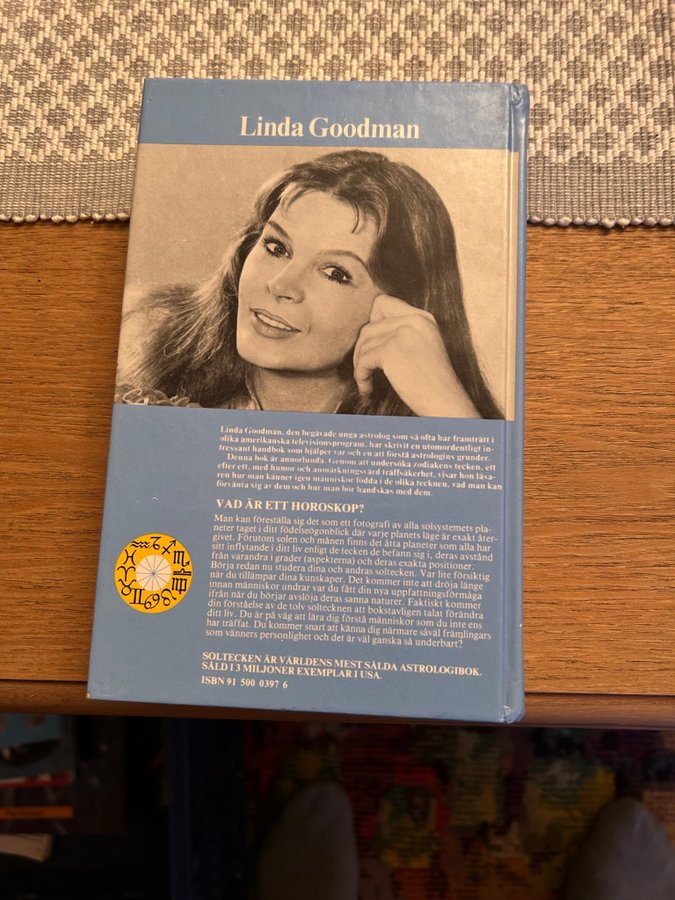 Linda Goodman
Linda Goodman, den begåvade unga astrolog som så ofta har framträtt i
olika amerikanska televisionsprogram, har skrivit en utomordentligt in-
tressant handbok som hjälper var och en att förstå astrologins grunder.
Denna bok är annorlunda. Genom att undersöka zodiakens tecken, ett
efter ett, med humor och anmärkningsvärd träffsäkerhet, visar hon läsa-
ren hur man känner igen människor födda i de olika tecknen, vad man kan
förvänta sig av dem och hur man bör handskas med dem.
VAD ÄR ETT HOROSKOP?
Man kan föreställa sig det som ett fotografi av alla solsystemets pla-
neter taget i ditt födelseögonblick där varje planets läge är exakt åter-
givet. Förutom solen och månen finns det åtta planeter som alla har
sitt inflytande i ditt liv enligt de tecken de befann sig i, deras avstånd
från varandra i grader (aspekterna) och deras exakta positioner.
Börja redan nu studera dina och andras soltecken. Var lite försiktig
när du tillämpar dina kunskaper. Det kommer inte att dröja länge
innan människor undrar var du fått din nya uppfattningsförmåga
ifrån när du börjar avslöja deras sanna naturer. Faktiskt kommer
din förståelse av de tolv soltecknen att bokstavligen talat förändra
ditt liv. Du är på väg att lära dig förstå människor som du inte ens
har träffat. Du kommer snart att känna dig närmare såväl främlingars
som vänners personlighet och det är väl ganska så underbart?
SOLTECKEN ÄR VÄRLDENS MEST SÅLDA ASTROLOGIBOK.
SÅLD I 3 MILJONER EXEMPLAR I USA.
ISBN 91 500 0397 6